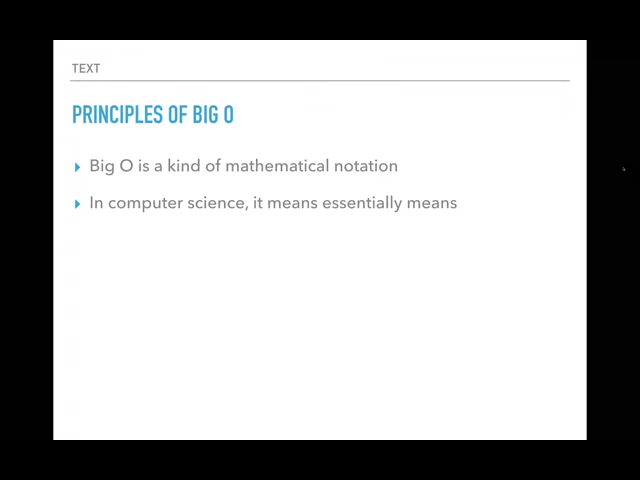 TEXT
PRINCIPLES OF BIG O
Big O is a kind of mathematical notation
In computer science, it means essentially means